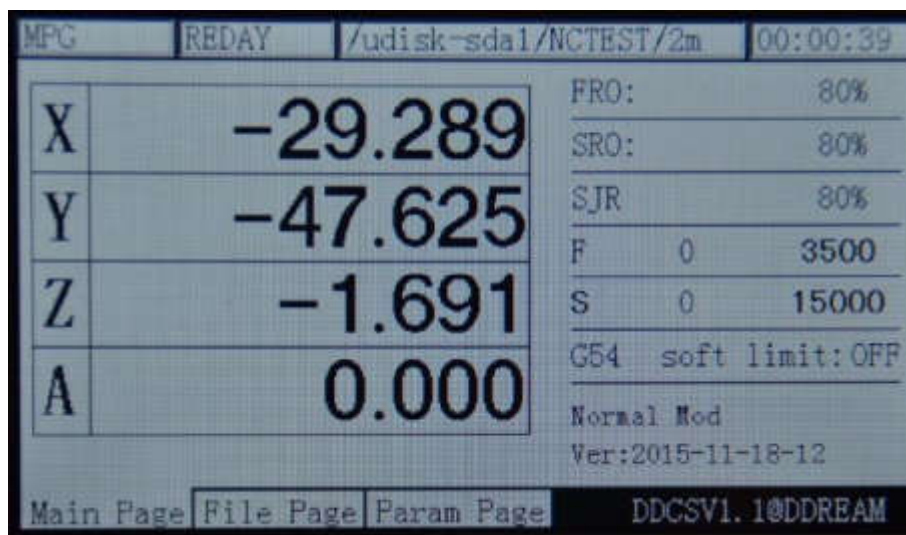 MPG REDAY /udisk-sda1/NCTEST/2m 00:00:39
X -29.289
Y -47.625
Z -1.691
A 0.000
FRO: 80%
SRO: 80%
SJR 80%
F 0 3500
S 0 15000
G54 soft limit:OFF
Normal Mod
Ver:2015-11-18-12
Main Page File Page Param Page DDCSV1.1@DDREAM